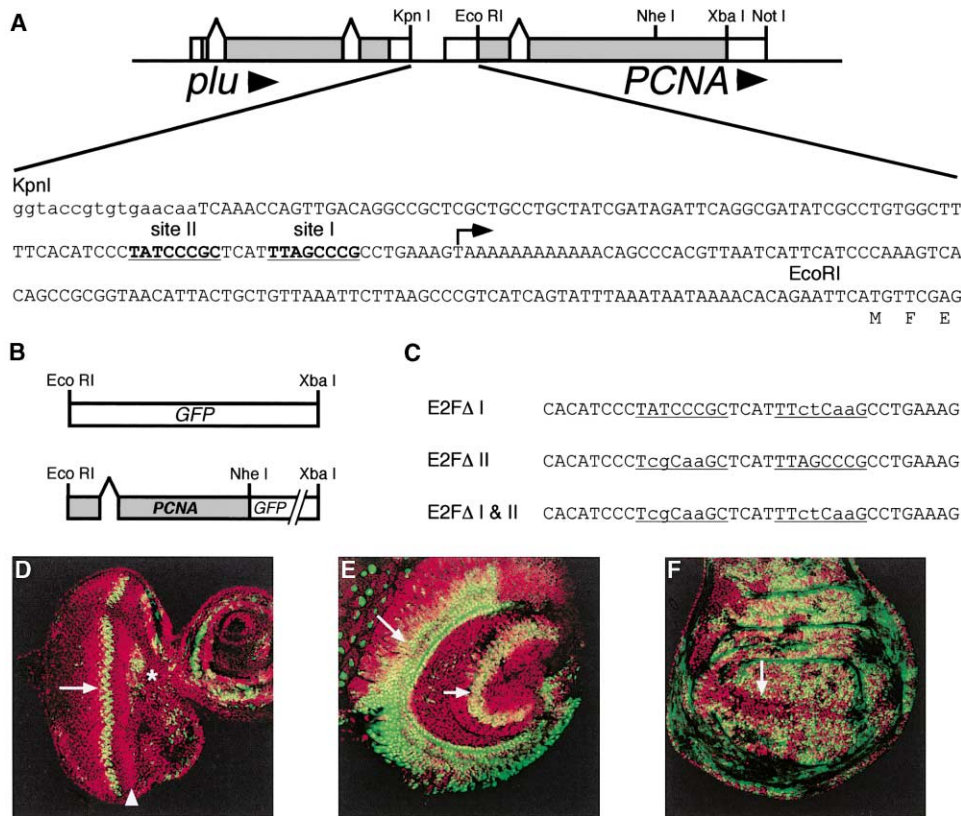 A
Kpn I Eco RI Nhe I Xba I Not I
plu PCNA
KpnI
ggtaccgtgtgaacaaTCAAACCAGTTGACAGGCCGCTCGCTGCCTGCTATCGATAGATTCAGGCGATATCGCCTGTGGCTT
site II site I
TTCACATCCCTATCCCGCTCATTTAGCCCGCCTGAAAGTAAAAAAAAAAAAACAGCCCACGTTAATCATTCATCCCAAAGTCA
EcoRI
CAGCCGCGGTAACATTACTGCTGTTAAATTCTTAAGCCCGTCATCAGTATTTAAATAATAAAACACAGAATTCATGTTCGAG
M F E
B
Eco RI Xba I
GFP
Eco RI Nhe I Xba I
PCNA GFP
C
E2FΔ I CACATCCCTATCCCGCTCATTTctCaaGCCTGAAAG
E2FΔ II CACATCCCTcgCaaGCTCATTTAGCCCGCCTGAAAG
E2FΔ I & II CACATCCCTcgCaaGCTCATTTctCaaGCCTGAAAG
D
*
E
F